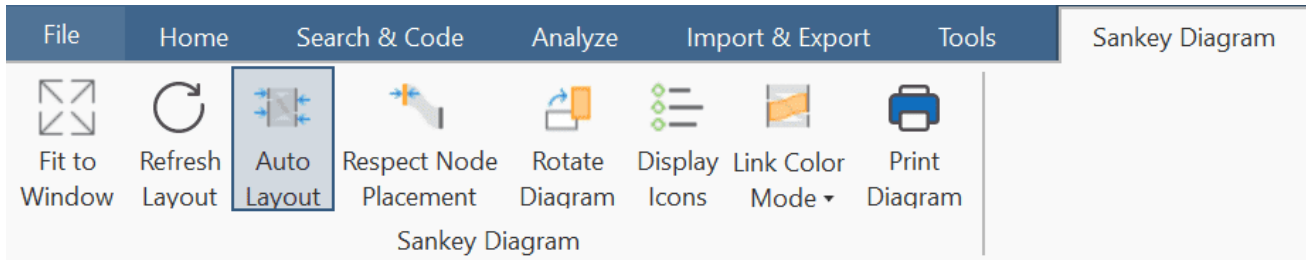 File Home Search & Code Analyze Import & Export Tools Sankey Diagram
Fit to Refresh Auto Respect Node Rotate Display Link Color Print
Window Layout Layout Placement Diagram Icons Mode Diagram
Sankey Diagram